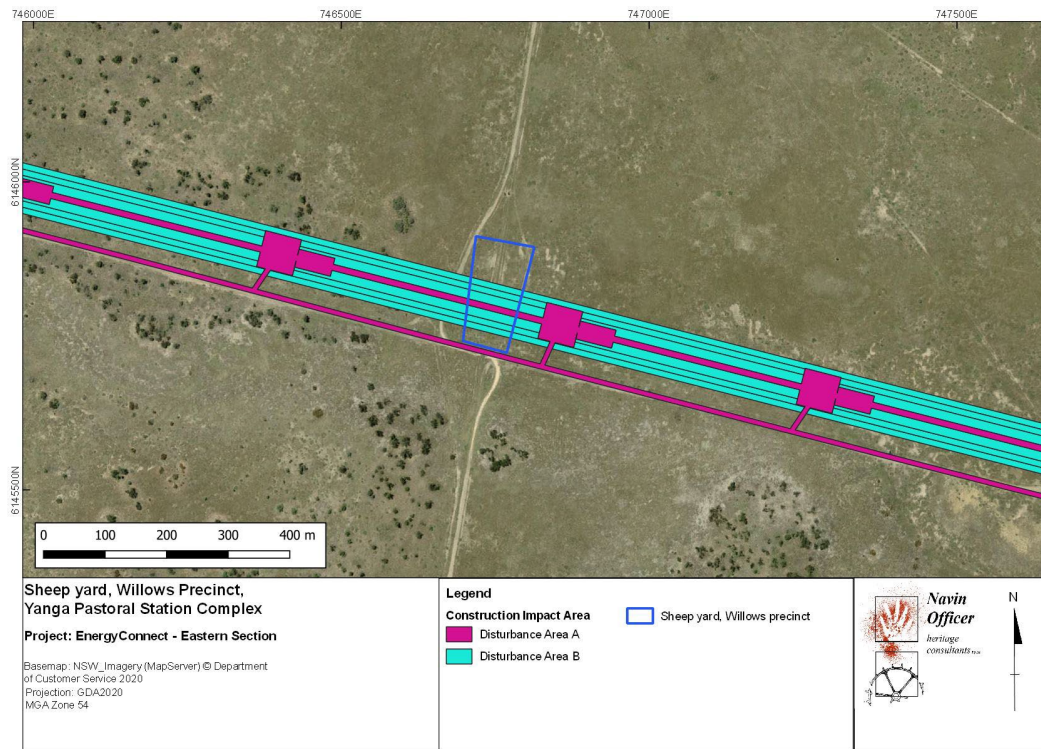 746000E
746500E
747000E
747500E
6146000N
6145500N
0 100 200 300 400 m
Sheep yard, Willows Precinct,
Yanga Pastoral Station Complex
Project: EnergyConnect - Eastern Section
Basemap: NSW_Imagery (MapServer) © Department
of Customer Service 2020
Projection: GDA2020
MGA Zone 54
Legend
Construction Impact Area
Disturbance Area A
Disturbance Area B
Sheep yard, Willows precinct
Navin
Officer
heritage
consultants
N